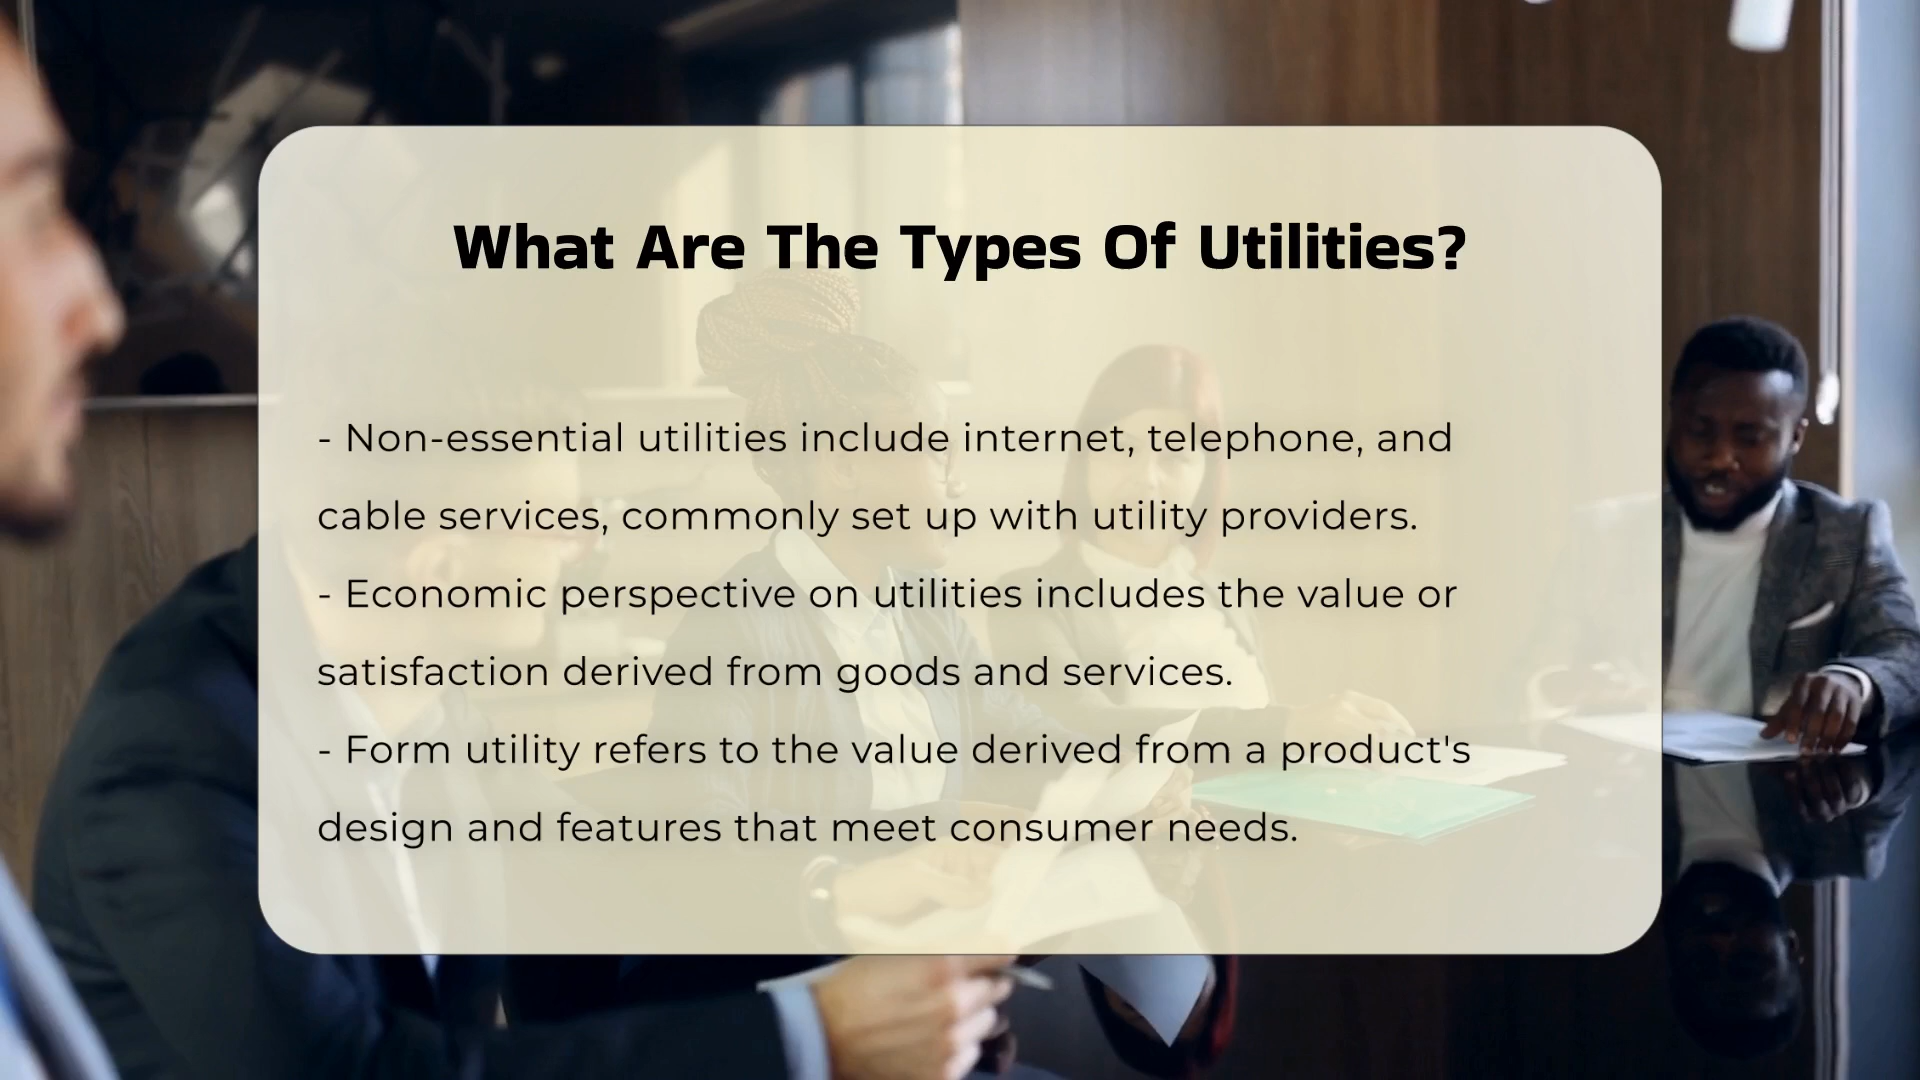 What Are The Types Of Utilities?
- Non-essential utilities include internet, telephone, and
cable services, commonly set up with utility providers.
- Economic perspective on utilities includes the value or
satisfaction derived from goods and services.
- Form utility refers to the value derived from a product's
design and features that meet consumer needs.